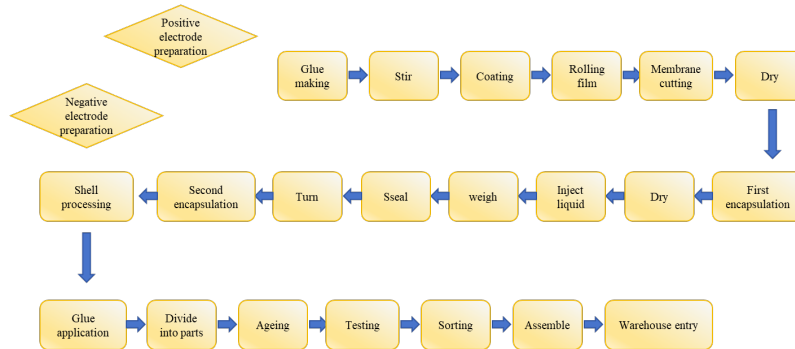 Positive
electrode
preparation
Glue
making
Stir
Coating
Rolling
film
Membrane
cutting
Dry
Negative
electrode
preparation
Shell
processing
Second
encapsulation
Turn
Sseal
weigh
Inject
liquid
Dry
First
encapsulation
Glue
application
Divide
into parts
Ageing
Testing
Sorting
Assemble
Warehouse entry